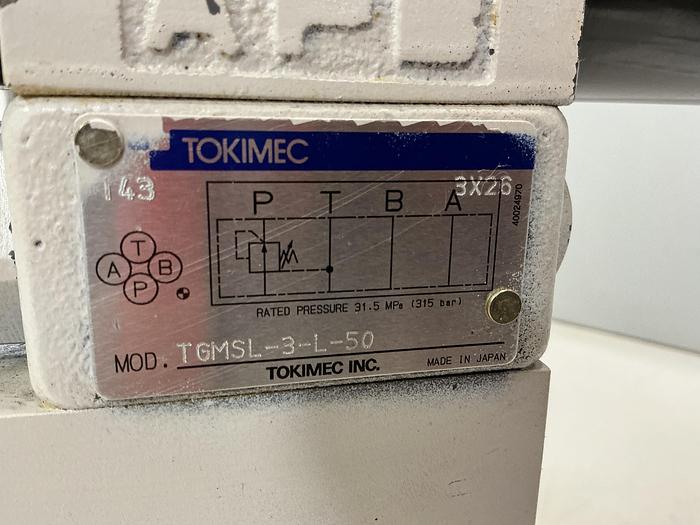 TOKIMEC
143
3X26
P T B A
40024970
T
A B
P
RATED PRESSURE 31.5 MPa (315 bar)
MOD. TGMSL-3-L-50
TOKIMEC INC.
MADE IN JAPAN